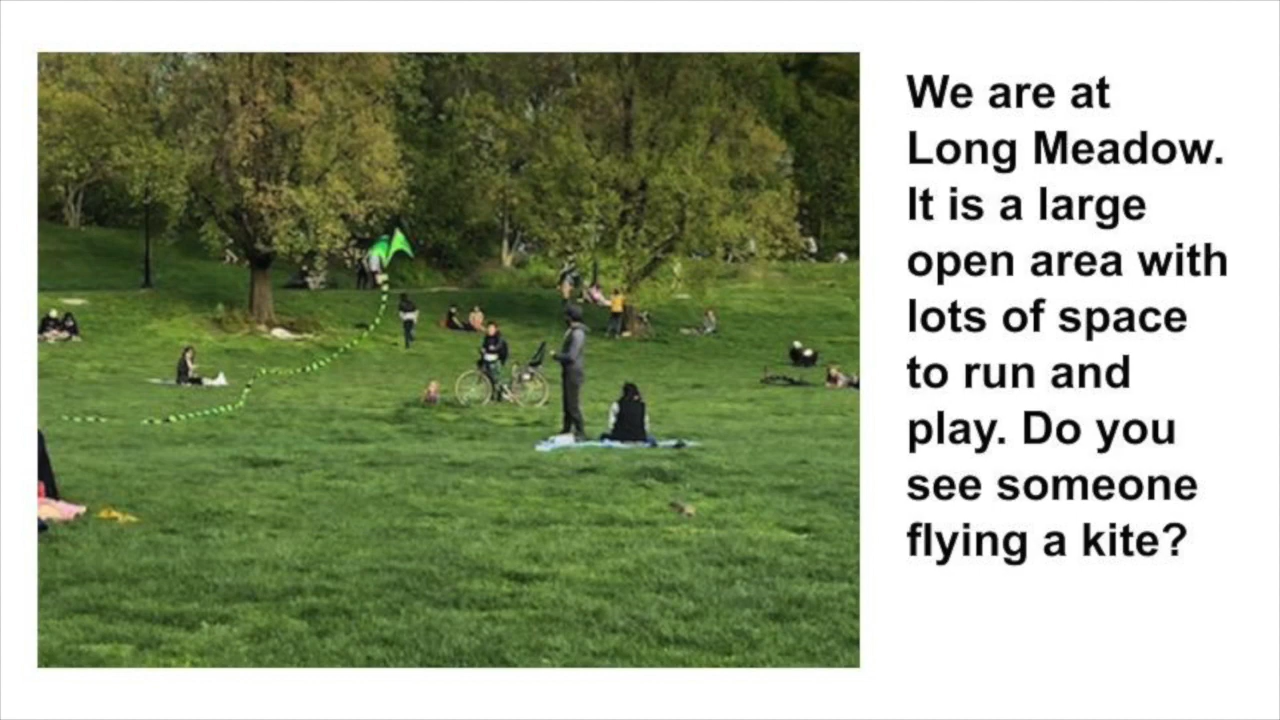 We are at
Long Meadow.
It is a large
open area with
lots of space
to run and
play. Do you
see someone
flying a kite?